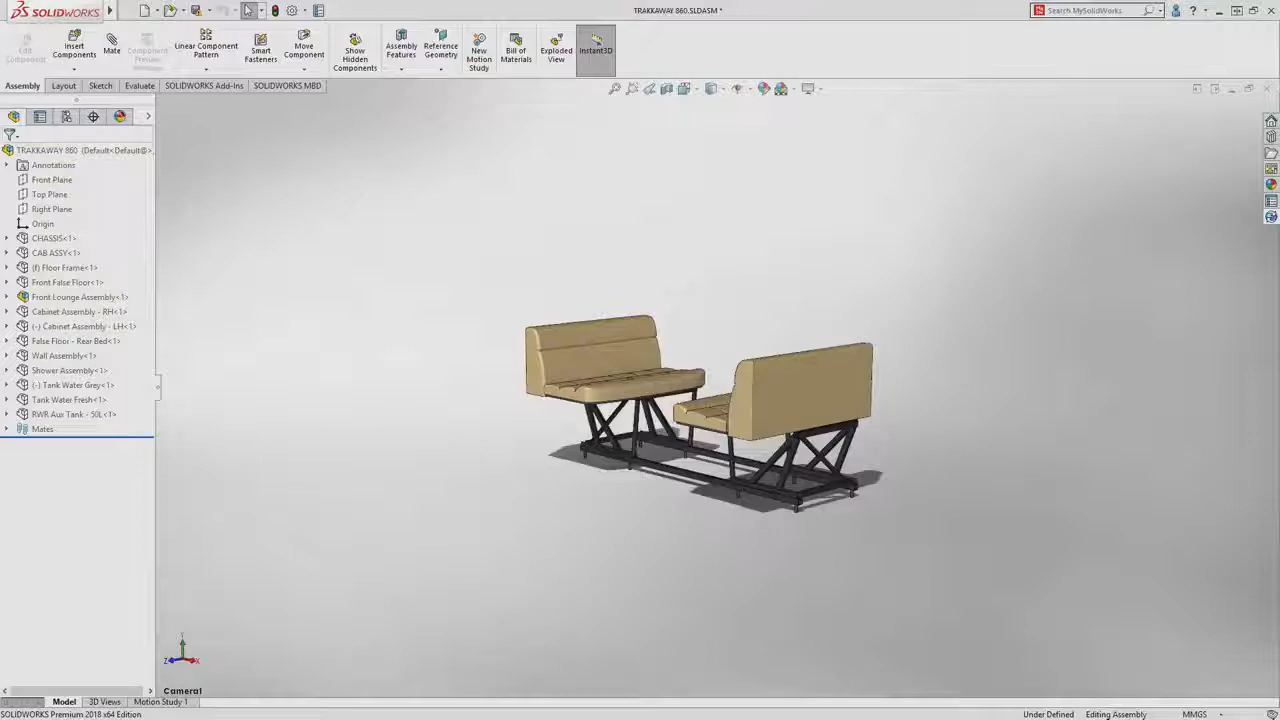 SOLIDWORKS
TRAKKAWAY 860.SLDASM *
Search MySolidWorks
Edit Component
Insert Components
Mate
Component Preview Window
Linear Component Pattern
Smart Fasteners
Move Component
Show Hidden Components
Assembly Features
Reference Geometry
New Motion Study
Bill of Materials
Exploded View
Instant3D
Assembly
Layout
Sketch
Evaluate
SOLIDWORKS Add-Ins
SOLIDWORKS MBD
TRAKKAWAY 860 (Default<Default@>
Annotations
Front Plane
Top Plane
Right Plane
Origin
CHASSIS<1>
CAB ASSY<1>
(f) Floor Frame<1>
Front False Floor<1>
Front Lounge Assembly<1>
Cabinet Assembly - RH<1>
(-) Cabinet Assembly - LH<1>
False Floor - Rear Bed<1>
Wall Assembly<1>
Shower Assembly<1>
(-) Tank Water Grey<1>
Tank Water Fresh<1>
RWR Aux Tank - 50L<1>
Mates
Y
Z
X
Camera1
Model
3D Views
Motion Study 1
SOLIDWORKS Premium 2018 x64 Edition
Under Defined
Editing Assembly
MMGS